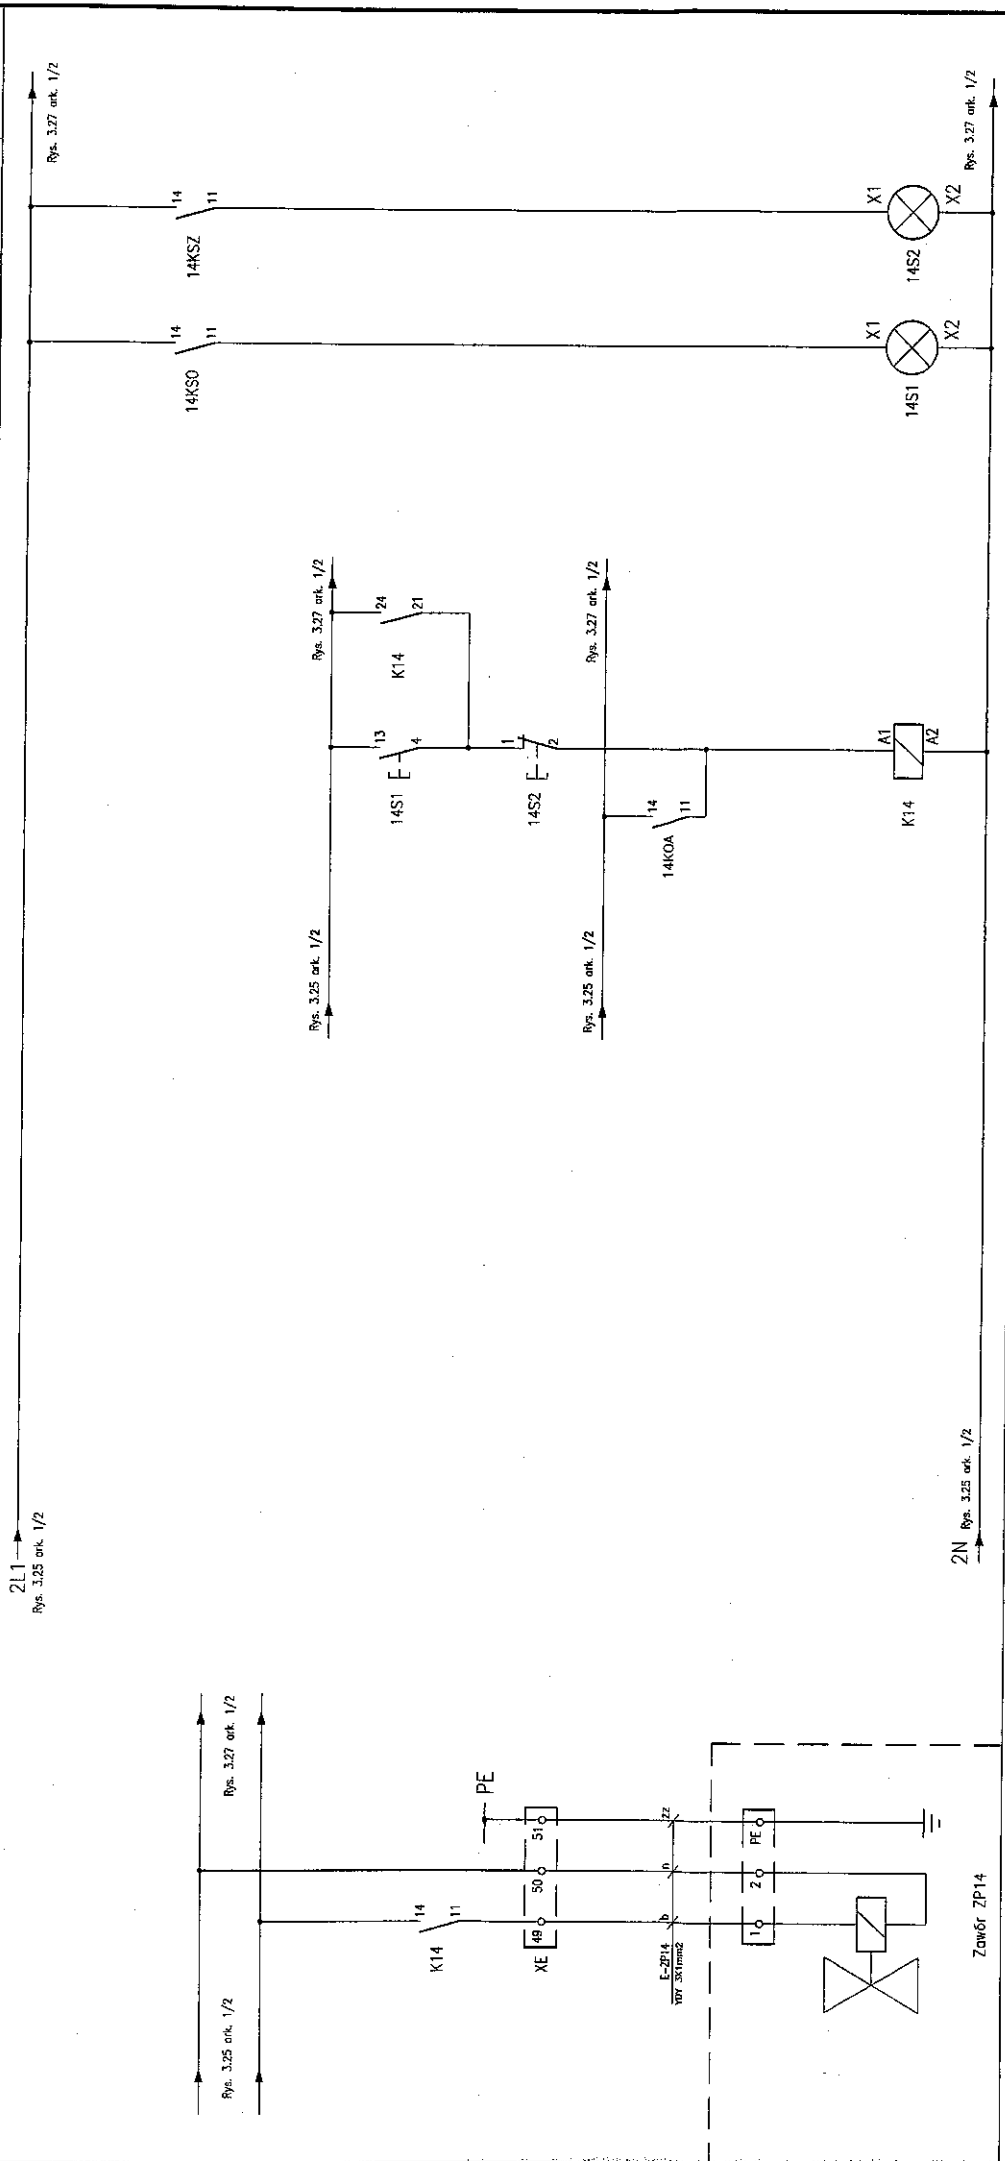 2L1
Rys. 3.25 ark. 1/2
Rys. 3.27 ark. 1/2
Rys. 3.25 ark. 1/2
Rys. 3.27 ark. 1/2
K14
14
11
PE
XE
49
50
51
E-ZP14
YDY 3X1mm2
b
n
zz
1
2
PE
Zawór ZP14
Rys. 3.25 ark. 1/2
Rys. 3.27 ark. 1/2
14S1
13
4
K14
24
21
14S2
1
2
Rys. 3.25 ark. 1/2
Rys. 3.27 ark. 1/2
14KOA
14
11
K14
A1
A2
14KSO
14
11
14KSZ
14
11
14S1
X1
X2
14S2
X1
X2
2N
Rys. 3.25 ark. 1/2
Rys. 3.27 ark. 1/2